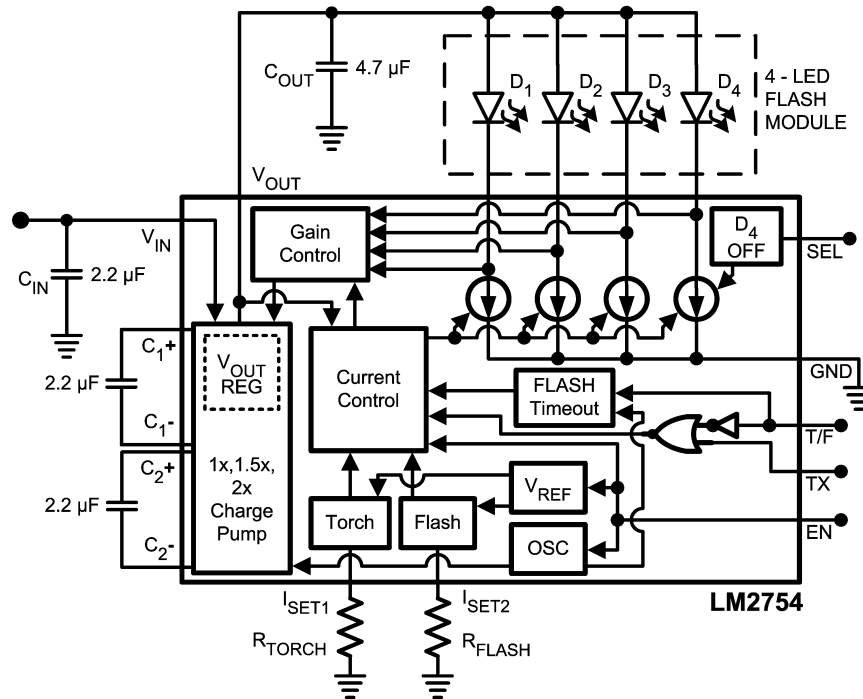 C_OUT
4.7 µF
D_1
D_2
D_3
D_4
4 - LED
FLASH
MODULE
V_OUT
V_IN
C_IN
2.2 µF
Gain
Control
D_4
OFF
SEL
C_1+
2.2 µF
C_1-
C_2+
2.2 µF
C_2-
V_OUT
REG
1x,1.5x,
2x
Charge
Pump
Current
Control
FLASH
Timeout
GND
T/F
TX
EN
V_REF
OSC
Torch
Flash
I_SET1
R_TORCH
I_SET2
R_FLASH
LM2754